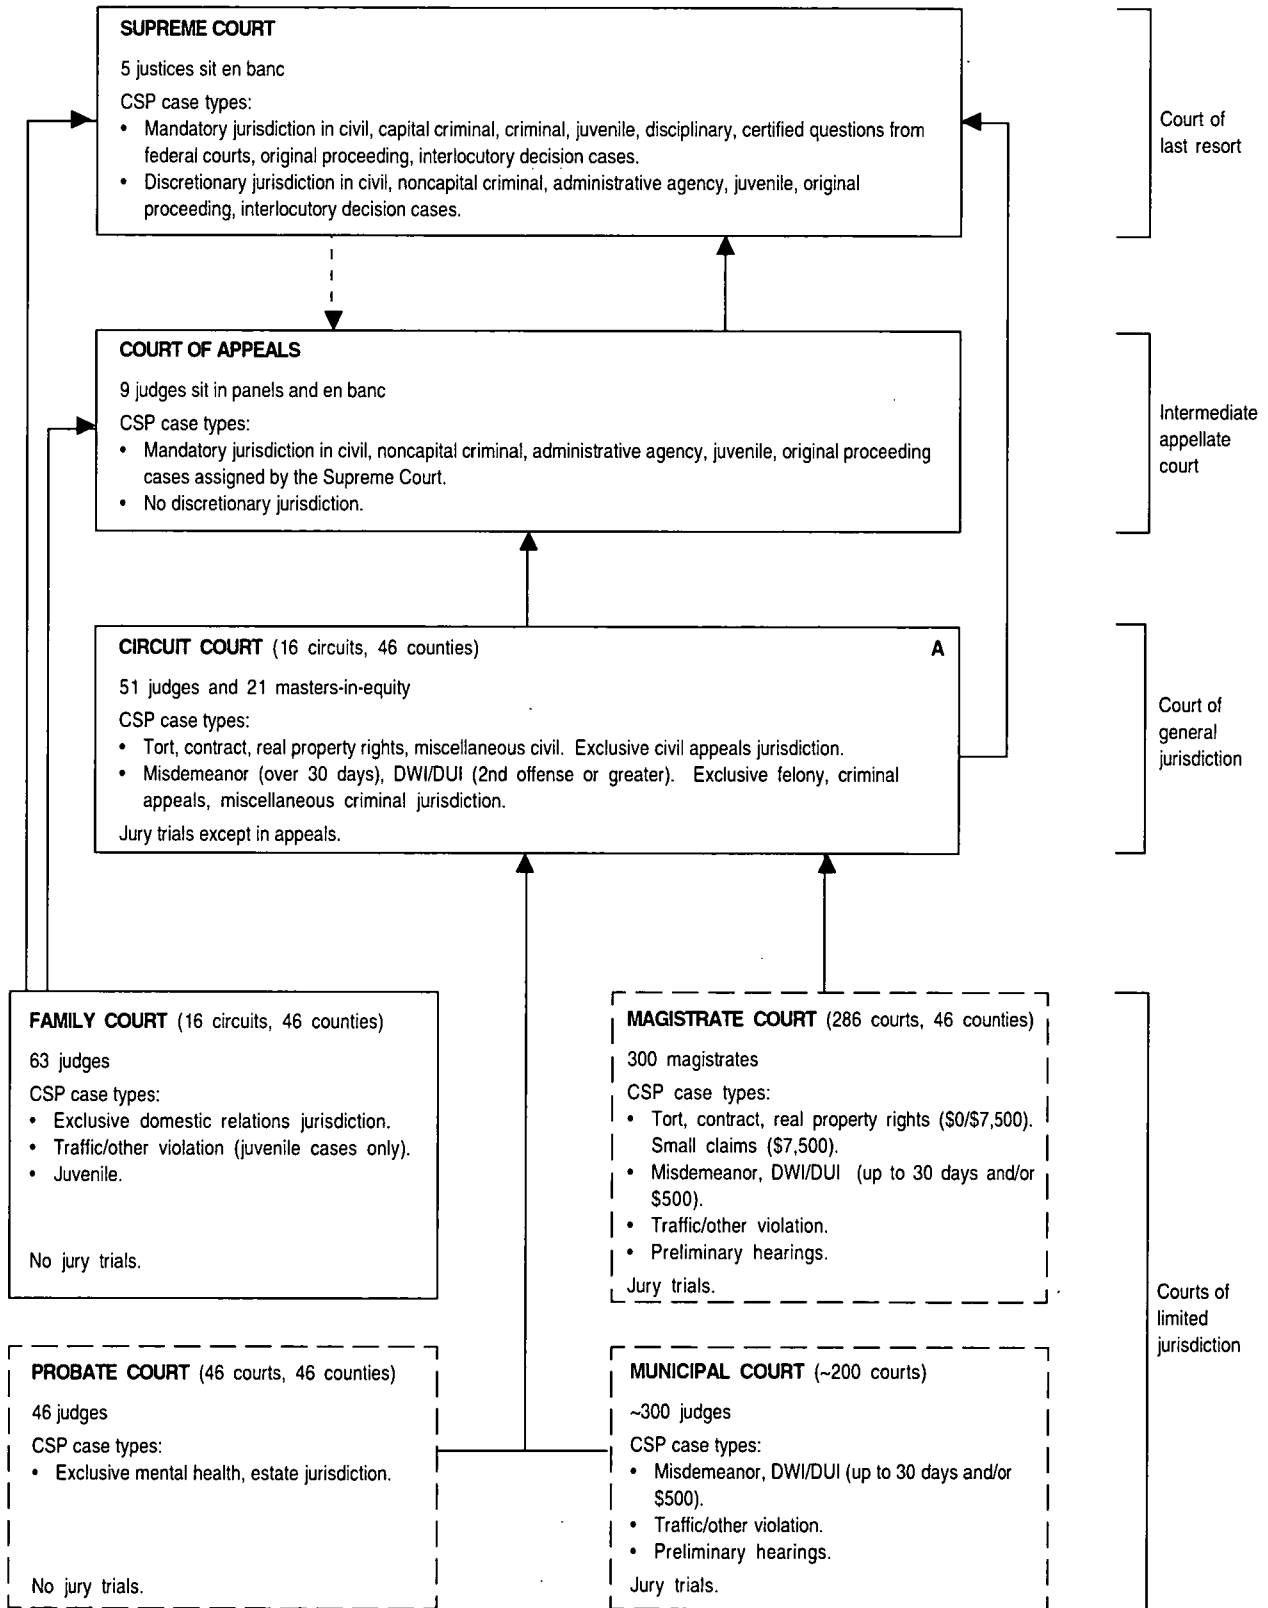 SUPREME COURT
5 justices sit en banc
CSP case types:
• Mandatory jurisdiction in civil, capital criminal, criminal, juvenile, disciplinary, certified questions from
federal courts, original proceeding, interlocutory decision cases.
• Discretionary jurisdiction in civil, noncapital criminal, administrative agency, juvenile, original
proceeding, interlocutory decision cases.
Court of
last resort
COURT OF APPEALS
9 judges sit in panels and en banc
CSP case types:
• Mandatory jurisdiction in civil, noncapital criminal, administrative agency, juvenile, original proceeding
cases assigned by the Supreme Court.
• No discretionary jurisdiction.
Intermediate
appellate
court
CIRCUIT COURT (16 circuits, 46 counties) A
51 judges and 21 masters-in-equity
CSP case types:
• Tort, contract, real property rights, miscellaneous civil. Exclusive civil appeals jurisdiction.
• Misdemeanor (over 30 days), DWI/DUI (2nd offense or greater). Exclusive felony, criminal
appeals, miscellaneous criminal jurisdiction.
Jury trials except in appeals.
Court of
general
jurisdiction
FAMILY COURT (16 circuits, 46 counties)
63 judges
CSP case types:
• Exclusive domestic relations jurisdiction.
• Traffic/other violation (juvenile cases only).
• Juvenile.
No jury trials.
MAGISTRATE COURT (286 courts, 46 counties)
300 magistrates
CSP case types:
• Tort, contract, real property rights ($0/$7,500).
Small claims ($7,500).
• Misdemeanor, DWI/DUI (up to 30 days and/or
$500).
• Traffic/other violation.
• Preliminary hearings.
Jury trials.
PROBATE COURT (46 courts, 46 counties)
46 judges
CSP case types:
• Exclusive mental health, estate jurisdiction.
No jury trials.
MUNICIPAL COURT (~200 courts)
~300 judges
CSP case types:
• Misdemeanor, DWI/DUI (up to 30 days and/or
$500).
• Traffic/other violation.
• Preliminary hearings.
Jury trials.
Courts of
limited
jurisdiction